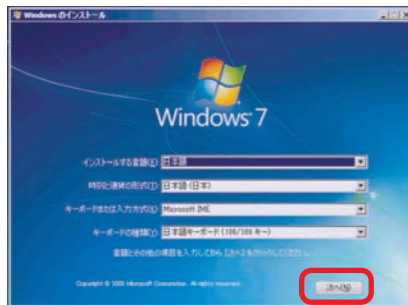 Windows のインストール
Windows 7
インストールする言語(E) 日本語
時刻と通貨の形式(T) 日本語 (日本)
キーボードまたは入力方式(K) Microsoft IME
キーボードの種類(Y) 日本語キーボード (106/109 キー)
言語とその他の項目を入力してから [次へ] をクリックしてください。
Copyright © 2009 Microsoft Corporation. All rights reserved.
次へ(N)